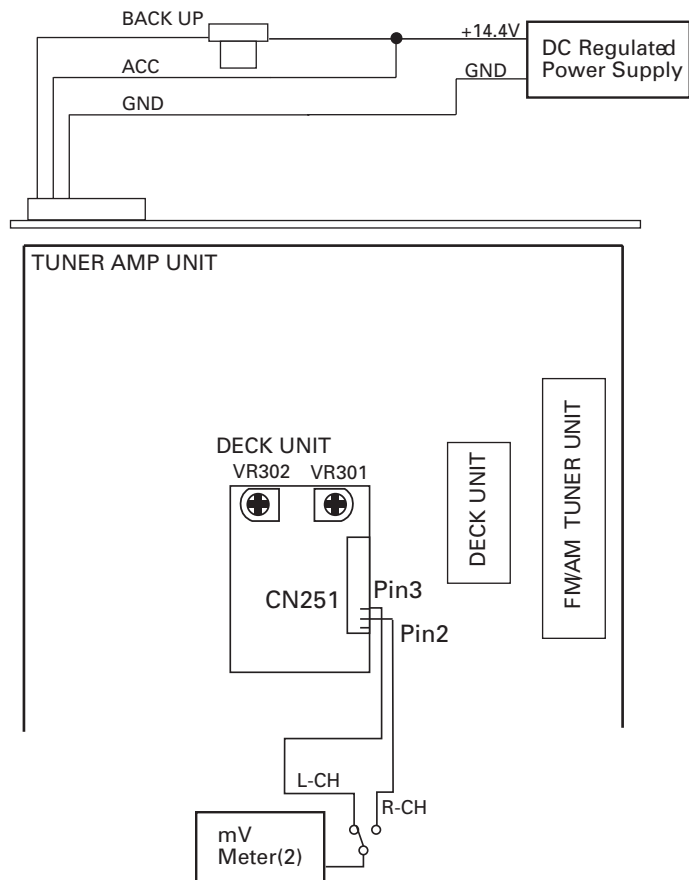 BACK UP
+14.4V
DC Regulated
Power Supply
ACC
GND
GND
TUNER AMP UNIT
DECK UNIT
VR302 VR301
CN251
Pin3
Pin2
DECK UNIT
FM/AM TUNER UNIT
L-CH
R-CH
mV
Meter(2)